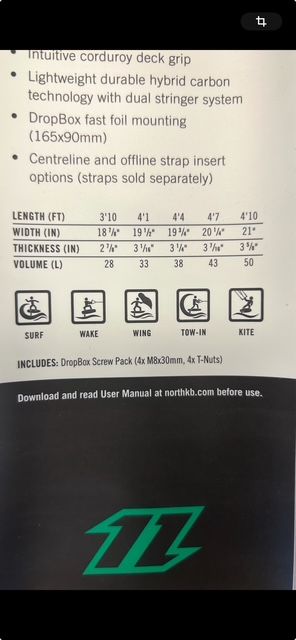 • Intuitive corduroy deck grip
• Lightweight durable hybrid carbon
technology with dual stringer system
• DropBox fast foil mounting
(165x90mm)
• Centreline and offline strap insert
options (straps sold separately)
LENGTH (FT) 3'10 4'1 4'4 4'7 4'10
WIDTH (IN) 18 7/8" 19 1/2" 19 3/4" 20 1/4" 21"
THICKNESS (IN) 2 7/8" 3 1/16" 3 1/4" 3 7/16" 3 5/8"
VOLUME (L) 28 33 38 43 50
SURF WAKE WING TOW-IN KITE
INCLUDES: DropBox Screw Pack (4x M8x30mm, 4x T-Nuts)
Download and read User Manual at northkb.com before use.